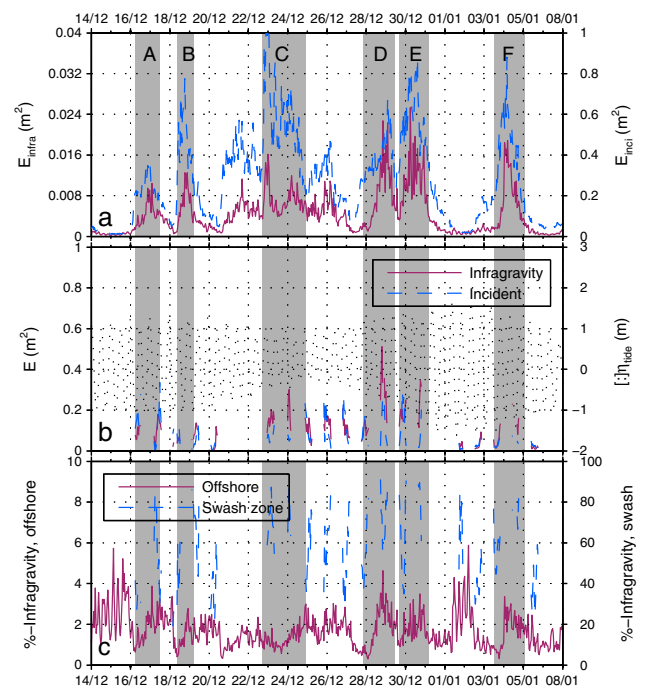 14/12 16/12 18/12 20/12 22/12 24/12 26/12 28/12 30/12 01/01 03/01 05/01 08/01
0.04 A B C D E F 1
0.032 0.8
0.024 0.6
0.016 0.4
0.008 0.2
0 0
E_infra (m²)
E_inci (m²)
a
1 3
0.8 2
0.6 1
0.4 0
0.2 −1
0 −2
E (m²)
[:]η_tide (m)
Infragravity
Incident
b
10 100
8 80
6 60
4 40
2 20
0 0
%−Infragravity, offshore
%−Infragravity, swash
Offshore
Swash zone
c
14/12 16/12 18/12 20/12 22/12 24/12 26/12 28/12 30/12 01/01 03/01 05/01 08/01